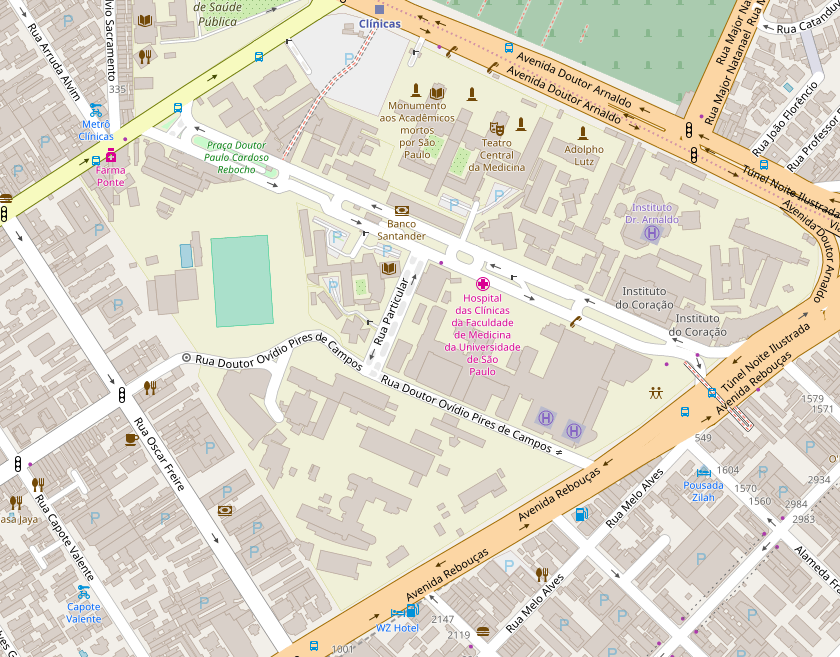 de Saúde
Pública
Clínicas
Rua Arruda Alvim
lvio Sacramento
335
Metrô
Clínicas
Farma
Ponte
Praça Doutor
Paulo Cardoso
Rebocho
Monumento
aos Acadêmicos
mortos
por São
Paulo
Teatro
Central
da Medicina
Adolpho
Lutz
Avenida Doutor Arnaldo
Avenida Doutor Arnaldo
Rua Major Na
Rua Major Natanael
Rua M
Rua Catandu
Rua João Florêncio
Rua Professor
Túnel Noite Ilustrada
Via
Avenida Doutor Arnaldo
Instituto
Dr. Arnaldo
Banco
Santander
Instituto
do Coração
Instituto
do Coração
Hospital
das Clínicas
da Faculdade
de Medicina
da Universidade
de São
Paulo
Rua Particular
Rua Doutor Ovídio Pires de Campos
Rua Doutor Ovídio Pires de Campos
Túnel Noite Ilustrada
Avenida Rebouças
1579
1571
549
1604
2934
1570
1560
2984
2983
Pousada
Zilah
Rua Oscar Freire
asa Jaya
Rua Capote Valente
Capote
Valente
Avenida Rebouças
Avenida Rebouças
Rua Melo Alves
Rua Melo Alves
Alameda Fra
WZ Hotel
2147
2119
1001